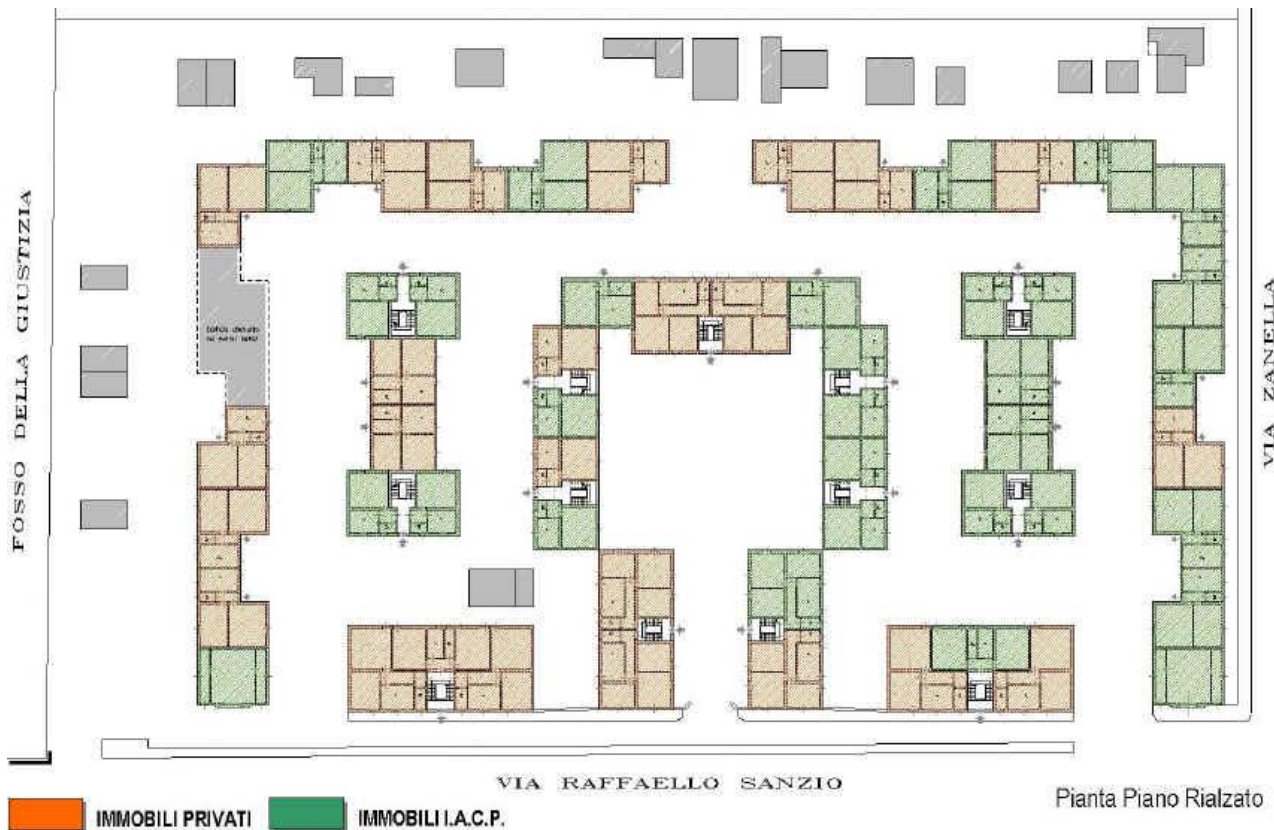 FOSSO DELLA GIUSTIZIA
VIA ZANELLA
VIA RAFFAELLO SANZIO
Pianta Piano Rialzato
IMMOBILI PRIVATI
IMMOBILI I.A.C.P.